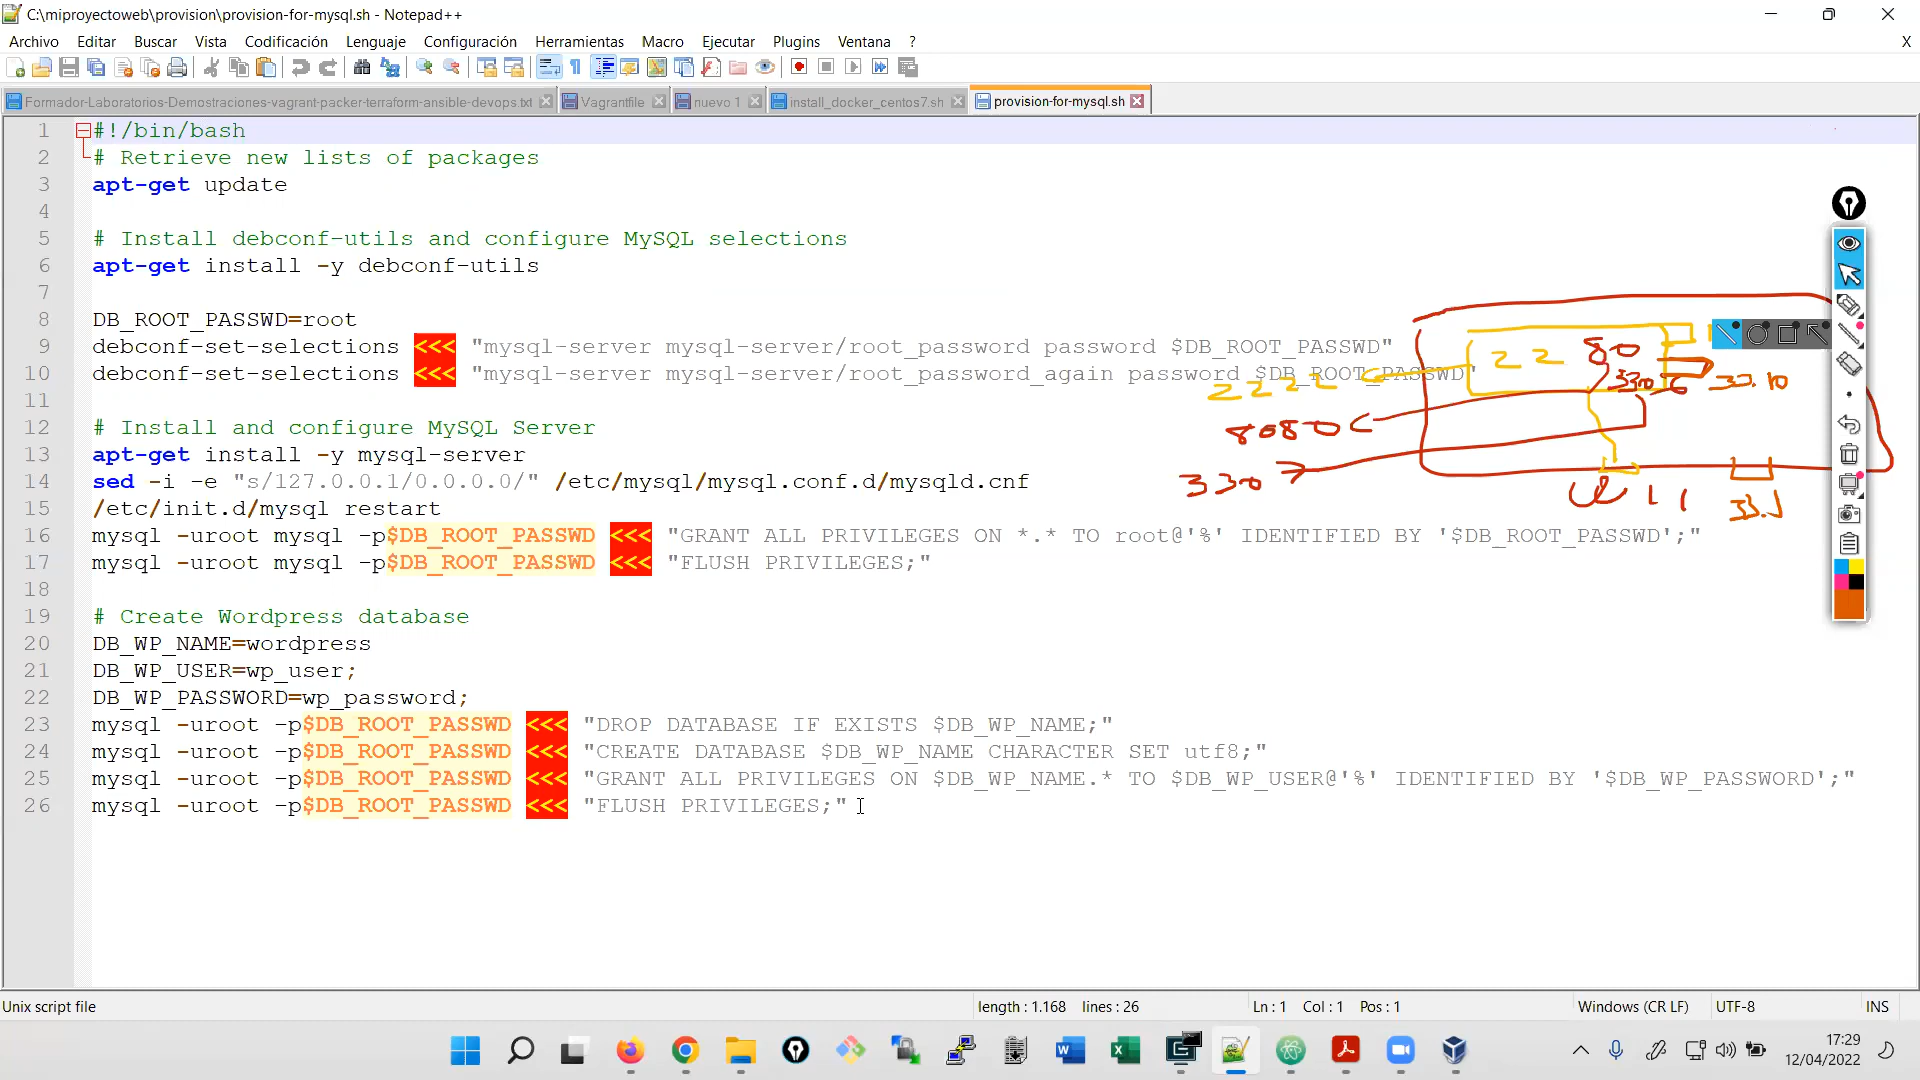 C:\miproyectoweb\provision\provision-for-mysql.sh - Notepad++
Archivo Editar Buscar Vista Codificación Lenguaje Configuración Herramientas Macro Ejecutar Plugins Ventana ? X
Formador-Laboratorios-Demostraciones-vagrant-packer-terraform-ansible-devops.txt Vagrantfile nuevo 1 install_docker_centos7.sh provision-for-mysql.sh
1 #!/bin/bash
2 # Retrieve new lists of packages
3 apt-get update
4
5 # Install debconf-utils and configure MySQL selections
6 apt-get install -y debconf-utils
7
8 DB_ROOT_PASSWD=root
9 debconf-set-selections <<< "mysql-server mysql-server/root_password password $DB_ROOT_PASSWD"
10 debconf-set-selections <<< "mysql-server mysql-server/root_password_again password $DB_ROOT_PASSWD"
11
12 # Install and configure MySQL Server
13 apt-get install -y mysql-server
14 sed -i -e "s/127.0.0.1/0.0.0.0/" /etc/mysql/mysql.conf.d/mysqld.cnf
15 /etc/init.d/mysql restart
16 mysql -uroot mysql -p$DB_ROOT_PASSWD <<< "GRANT ALL PRIVILEGES ON *.* TO root@'%' IDENTIFIED BY '$DB_ROOT_PASSWD';"
17 mysql -uroot mysql -p$DB_ROOT_PASSWD <<< "FLUSH PRIVILEGES;"
18
19 # Create Wordpress database
20 DB_WP_NAME=wordpress
21 DB_WP_USER=wp_user;
22 DB_WP_PASSWORD=wp_password;
23 mysql -uroot -p$DB_ROOT_PASSWD <<< "DROP DATABASE IF EXISTS $DB_WP_NAME;"
24 mysql -uroot -p$DB_ROOT_PASSWD <<< "CREATE DATABASE $DB_WP_NAME CHARACTER SET utf8;"
25 mysql -uroot -p$DB_ROOT_PASSWD <<< "GRANT ALL PRIVILEGES ON $DB_WP_NAME.* TO $DB_WP_USER@'%' IDENTIFIED BY '$DB_WP_PASSWORD';"
26 mysql -uroot -p$DB_ROOT_PASSWD <<< "FLUSH PRIVILEGES;"
22 80
3306 33.10
2222
8080
330
33.1
Unix script file length : 1.168 lines : 26 Ln : 1 Col : 1 Pos : 1 Windows (CR LF) UTF-8 INS
17:29
12/04/2022